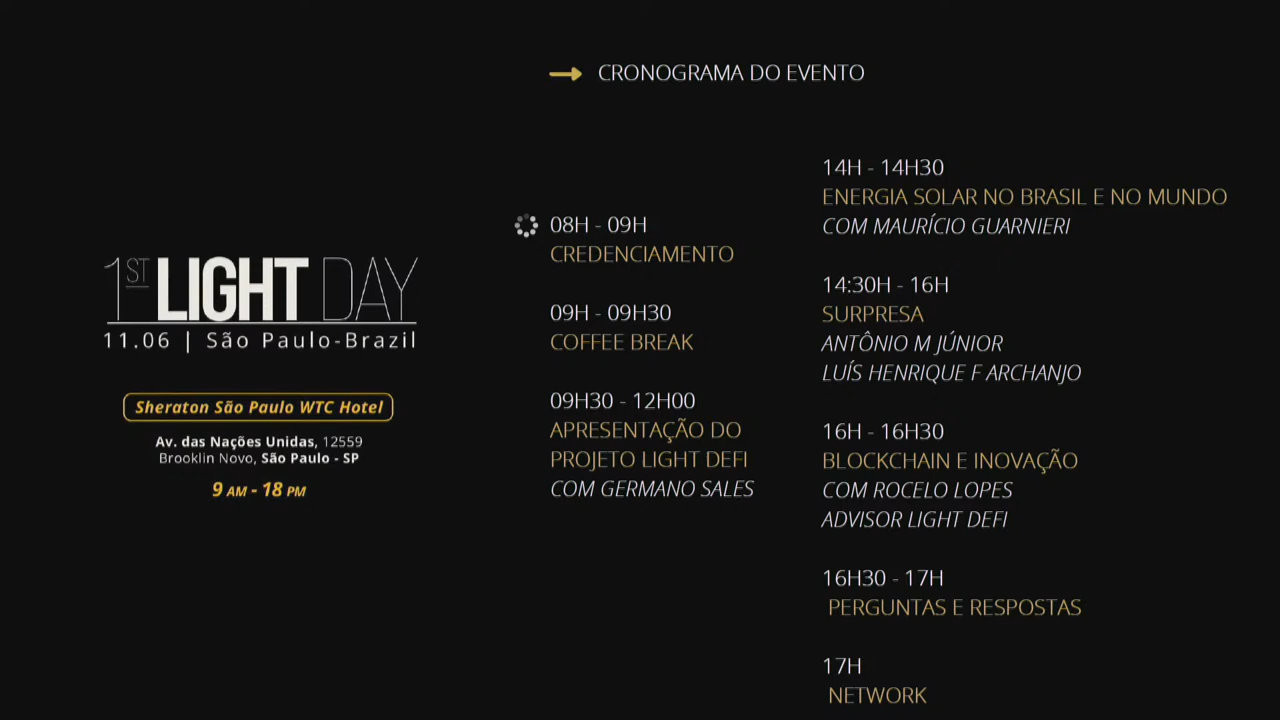 CRONOGRAMA DO EVENTO
1ST LIGHT DAY
11.06 | São Paulo-Brazil
Sheraton São Paulo WTC Hotel
Av. das Nações Unidas, 12559
Brooklin Novo, São Paulo - SP
9 AM - 18 PM
08H - 09H
CREDENCIAMENTO
09H - 09H30
COFFEE BREAK
09H30 - 12H00
APRESENTAÇÃO DO
PROJETO LIGHT DEFI
COM GERMANO SALES
14H - 14H30
ENERGIA SOLAR NO BRASIL E NO MUNDO
COM MAURÍCIO GUARNIERI
14:30H - 16H
SURPRESA
ANTÔNIO M JÚNIOR
LUÍS HENRIQUE F ARCHANJO
16H - 16H30
BLOCKCHAIN E INOVAÇÃO
COM ROCELO LOPES
ADVISOR LIGHT DEFI
16H30 - 17H
PERGUNTAS E RESPOSTAS
17H
NETWORK